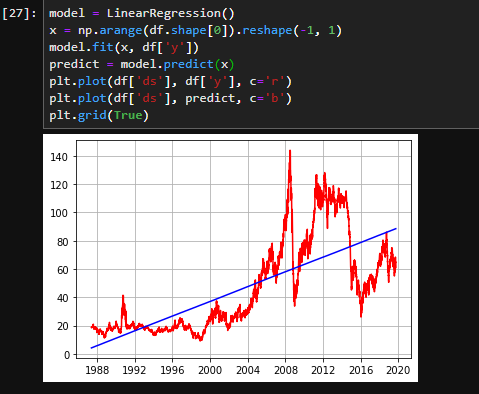 [27]: model = LinearRegression()
x = np.arange(df.shape[0]).reshape(-1, 1)
model.fit(x, df['y'])
predict = model.predict(x)
plt.plot(df['ds'], df['y'], c='r')
plt.plot(df['ds'], predict, c='b')
plt.grid(True)
140
120
100
80
60
40
20
0
1988 1992 1996 2000 2004 2008 2012 2016 2020